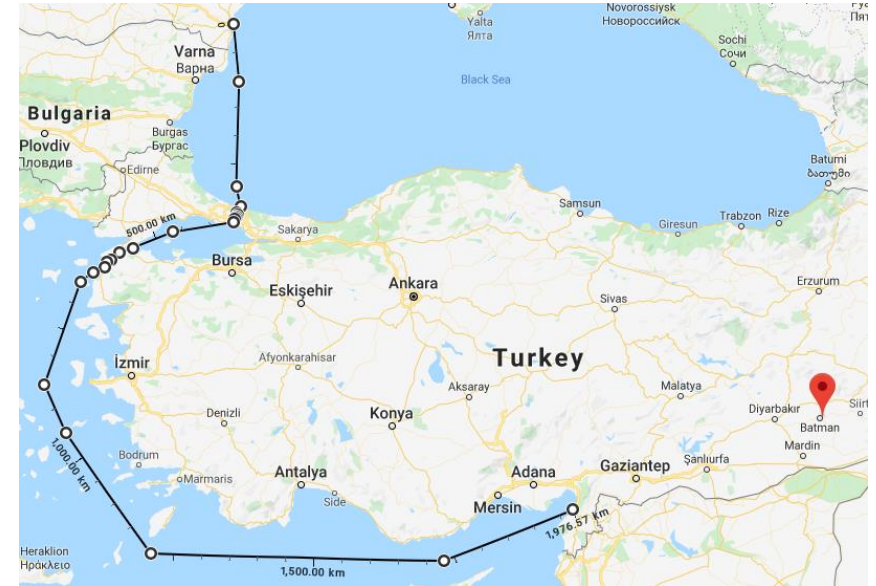 Novorossiysk
Новороссийск
Yalta
Ялта
Sochi
Сочи
Varna
Варна
Black Sea
Bulgaria
Burgas
Бургас
Plovdiv
Пловдив
Edirne
Batumi
ბათუმი
Samsun
Giresun
Trabzon
Rize
500.00 km
Sakarya
Bursa
Ankara
Eskişehir
Sivas
Erzurum
İzmir
Afyonkarahisar
Turkey
Aksaray
Malatya
Denizli
Konya
Diyarbakır
Siirt
Batman
Mardin
1,000.00 km
Bodrum
Marmaris
Antalya
Side
Adana
Mersin
Gaziantep
Şanlıurfa
1,976.57 km
1,500.00 km
Heraklion
Ηράκλειο